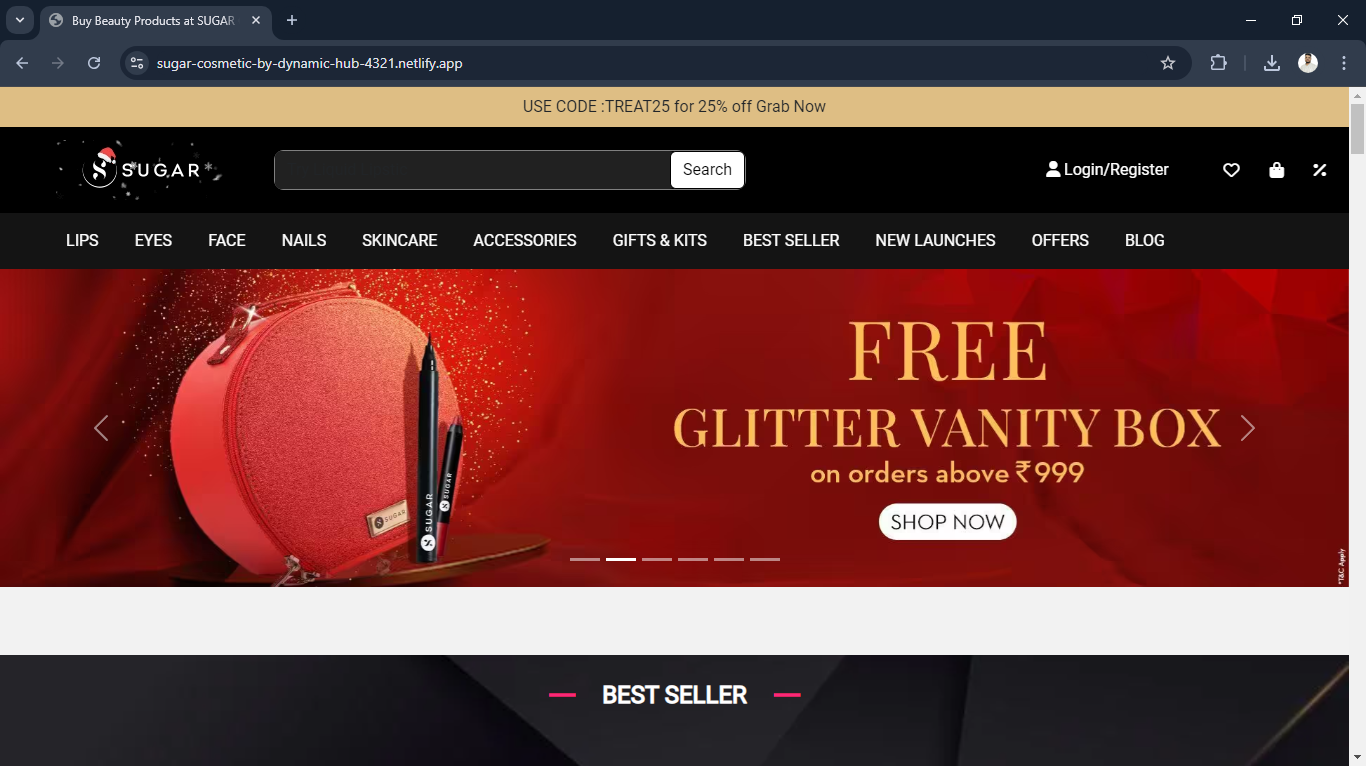 Buy Beauty Products at SUGAR
sugar-cosmetic-by-dynamic-hub-4321.netlify.app
USE CODE :TREAT25 for 25% off Grab Now
SUGAR
Search
Login/Register
LIPS EYES FACE NAILS SKINCARE ACCESSORIES GIFTS & KITS BEST SELLER NEW LAUNCHES OFFERS BLOG
FREE
GLITTER VANITY BOX
on orders above ₹999
SHOP NOW
SUGAR
SUGAR
SUGAR
*T&C Apply
BEST SELLER